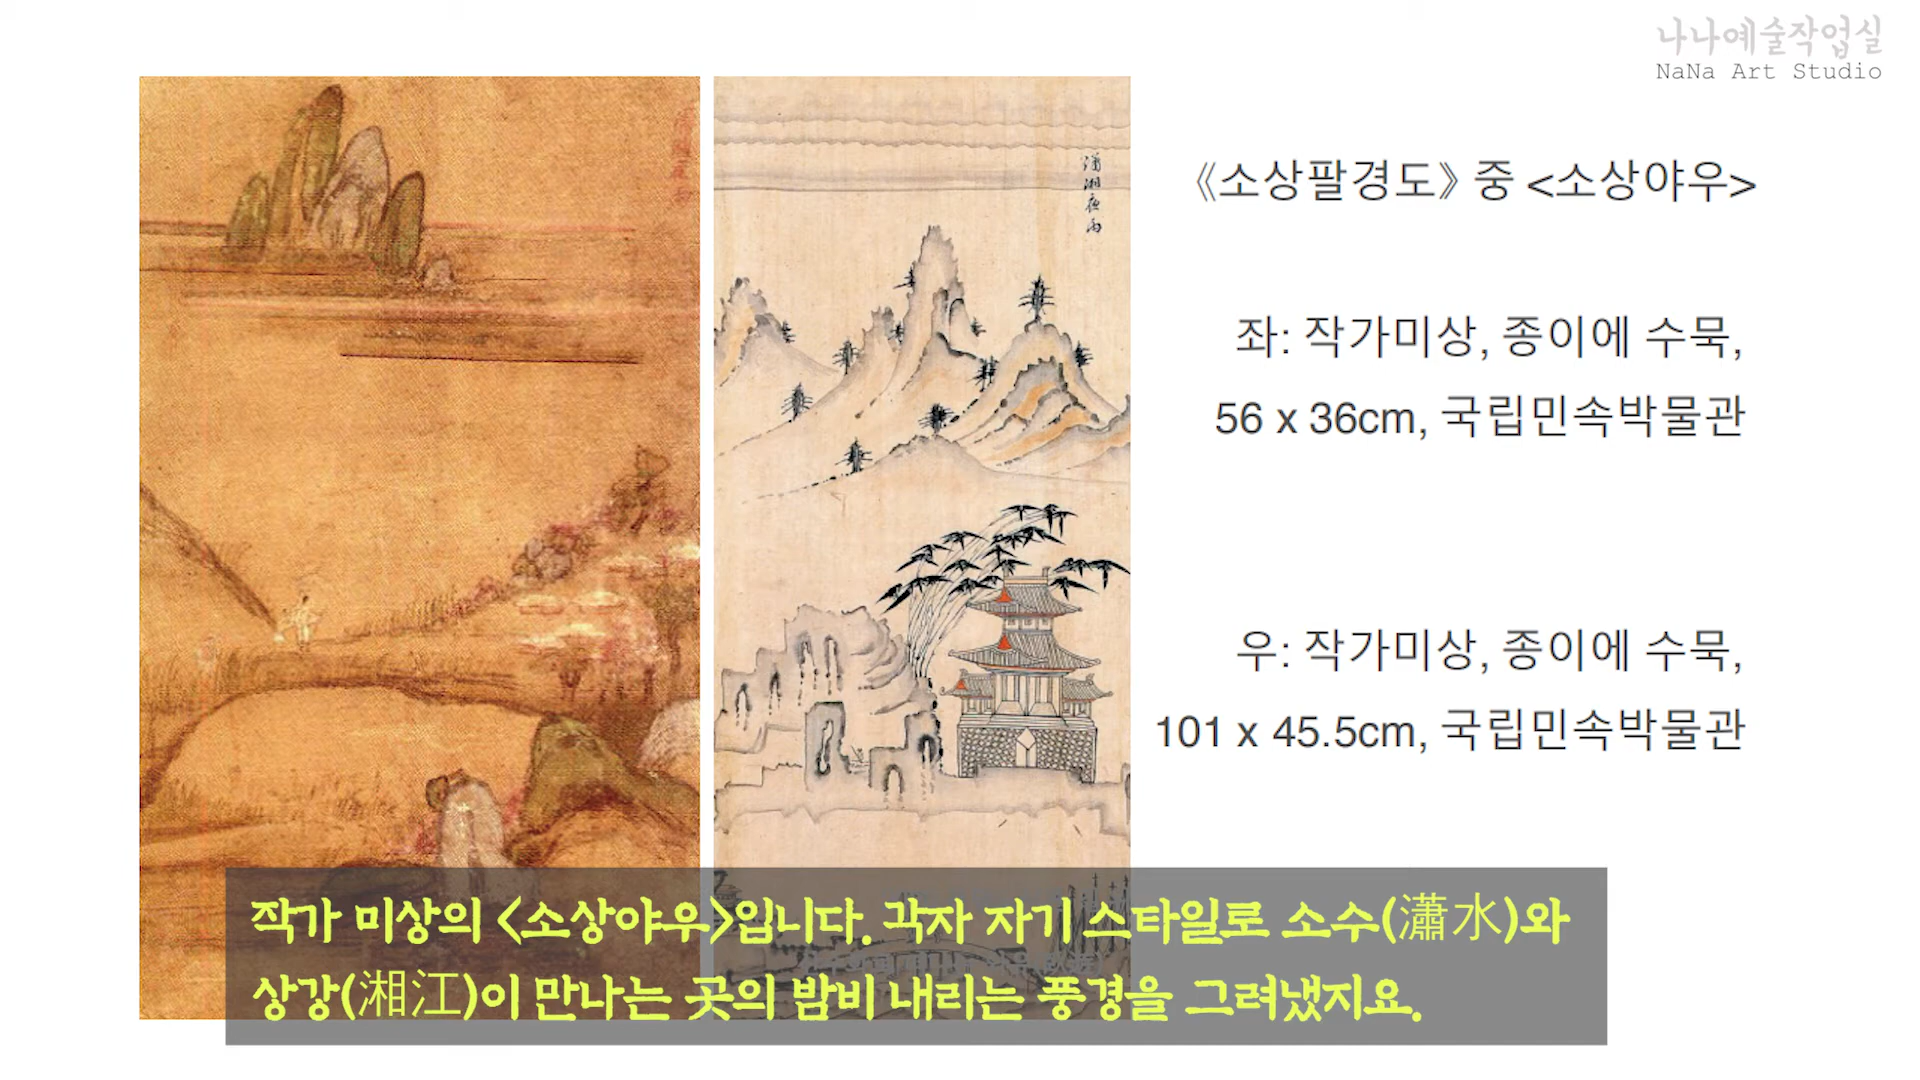 나나예술작업실
NaNa Art Studio
《소상팔경도》 중 <소상야우>
좌: 작가미상, 종이에 수묵,
56 x 36cm, 국립민속박물관
우: 작가미상, 종이에 수묵,
101 x 45.5cm, 국립민속박물관
瀟湘夜雨
작가 미상의 <소상야우>입니다. 각자 자기 스타일로 소수(瀟水)와
상강(湘江)이 만나는 곳의 밤비 내리는 풍경을 그려냈지요.